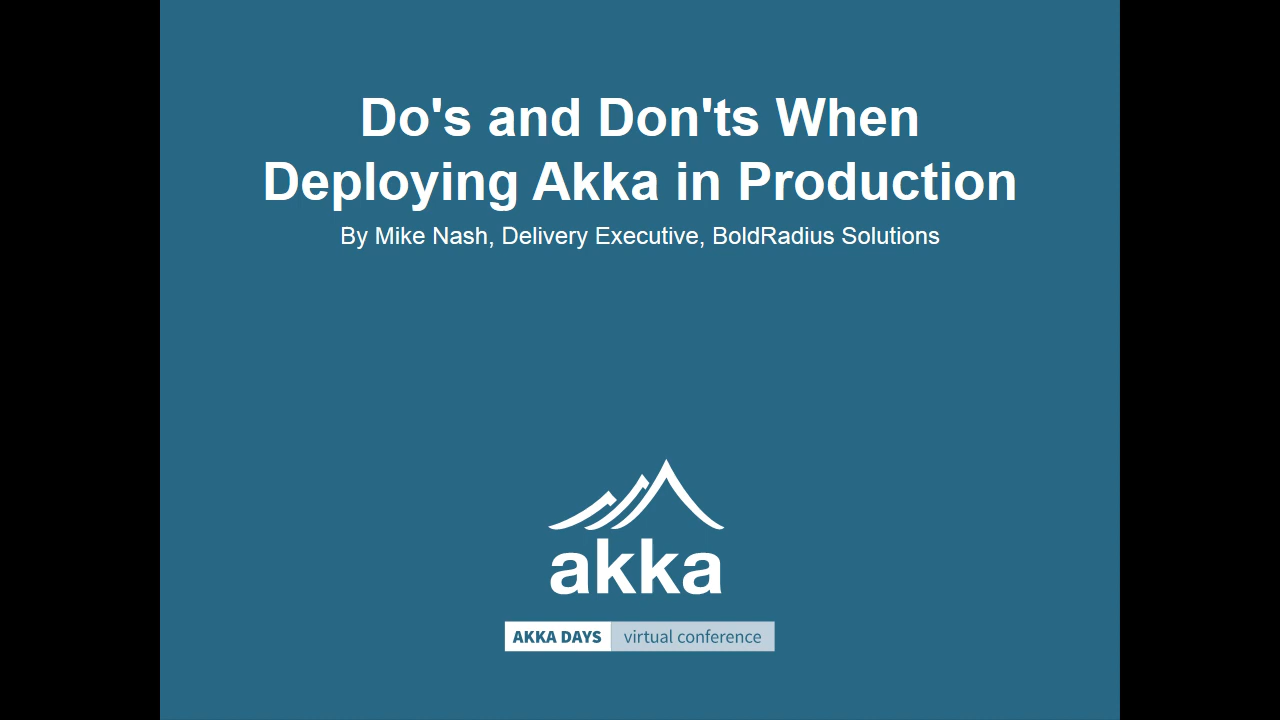 Do's and Don'ts When
Deploying Akka in Production
By Mike Nash, Delivery Executive, BoldRadius Solutions
akka
AKKA DAYS virtual conference